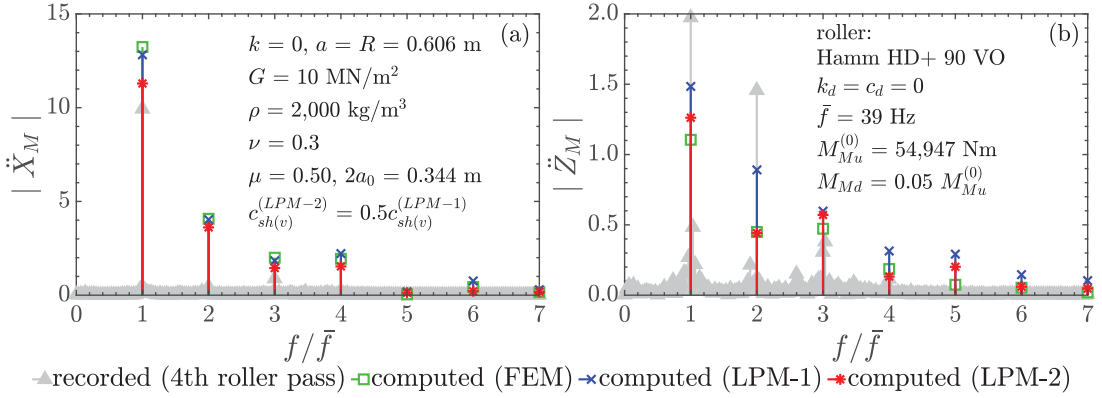 (a)
k = 0, a = R = 0.606 m
G = 10 MN/m²
ρ = 2,000 kg/m³
ν = 0.3
μ = 0.50, 2a₀ = 0.344 m
c_{sh(v)}^{(LPM−2)} = 0.5c_{sh(v)}^{(LPM−1)}
| Ẍ_M |
15
10
5
0
0 1 2 3 4 5 6 7
f/f̄
(b)
roller:
Hamm HD+ 90 VO
k_d = c_d = 0
f̄ = 39 Hz
M_{Mu}^{(0)} = 54,947 Nm
M_{Md} = 0.05 M_{Mu}^{(0)}
| Z̈_M |
2.0
1.5
1.0
0.5
0.0
0 1 2 3 4 5 6 7
f/f̄
recorded (4th roller pass) computed (FEM) computed (LPM-1) computed (LPM-2)